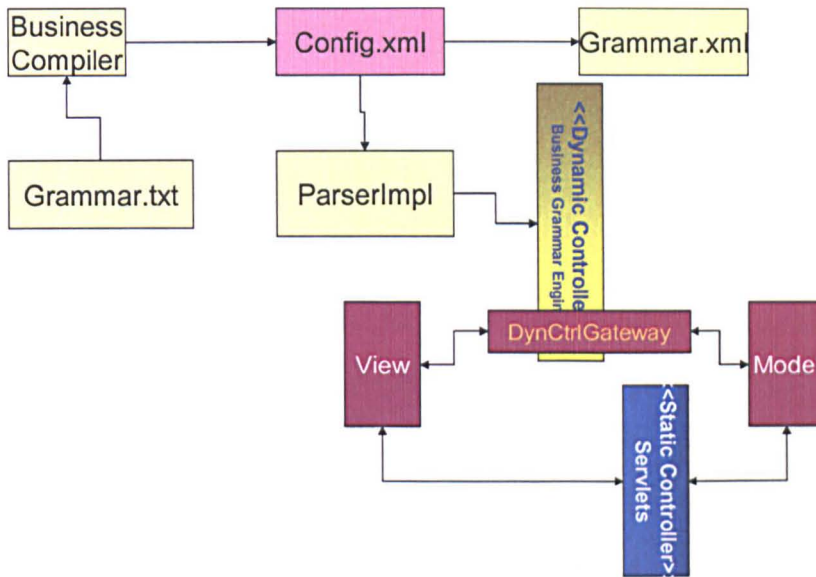 Business
Compiler
Config.xml
Grammar.xml
Grammar.txt
ParserImpl
<<Dynamic Controlle
Business Grammar Engin
DynCtrlGateway
View
Mode
<<Static Controller>>
Servlets